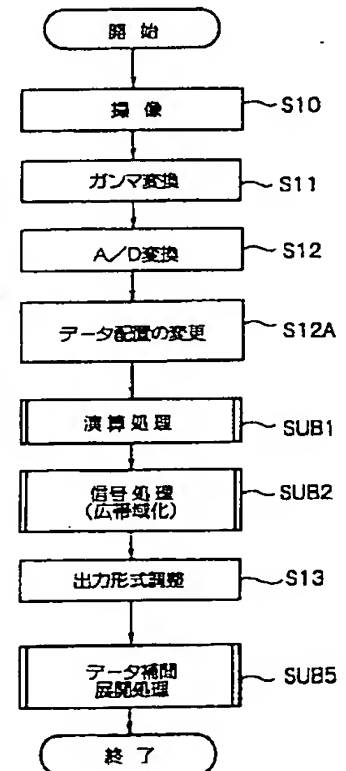 開始
撮像
S10
ガンマ変換
S11
A/D変換
S12
データ配置の変更
S12A
演算処理
SUB1
信号処理
(広帯域化)
SUB2
出力形式調整
S13
データ補間
展開処理
SUB5
終了